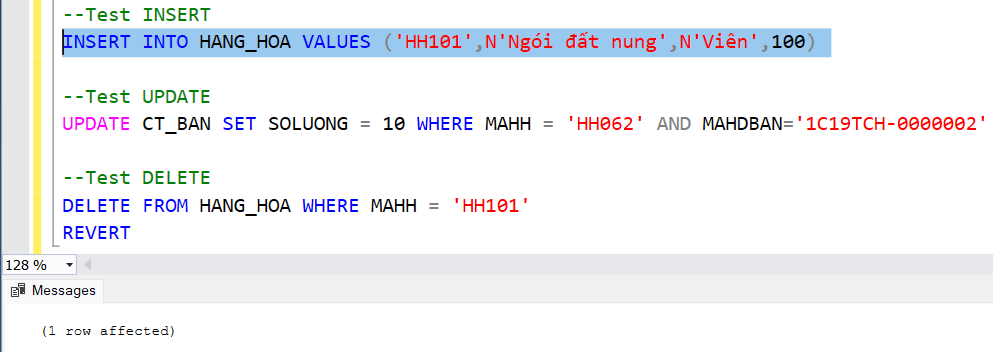 --Test INSERT
INSERT INTO HANG_HOA VALUES ('HH101',N'Ngói đất nung',N'Viên',100)
--Test UPDATE
UPDATE CT_BAN SET SOLUONG = 10 WHERE MAHH = 'HH062' AND MAHDBAN='1C19TCH-0000002'
--Test DELETE
DELETE FROM HANG_HOA WHERE MAHH = 'HH101'
REVERT
128 %
Messages
(1 row affected)